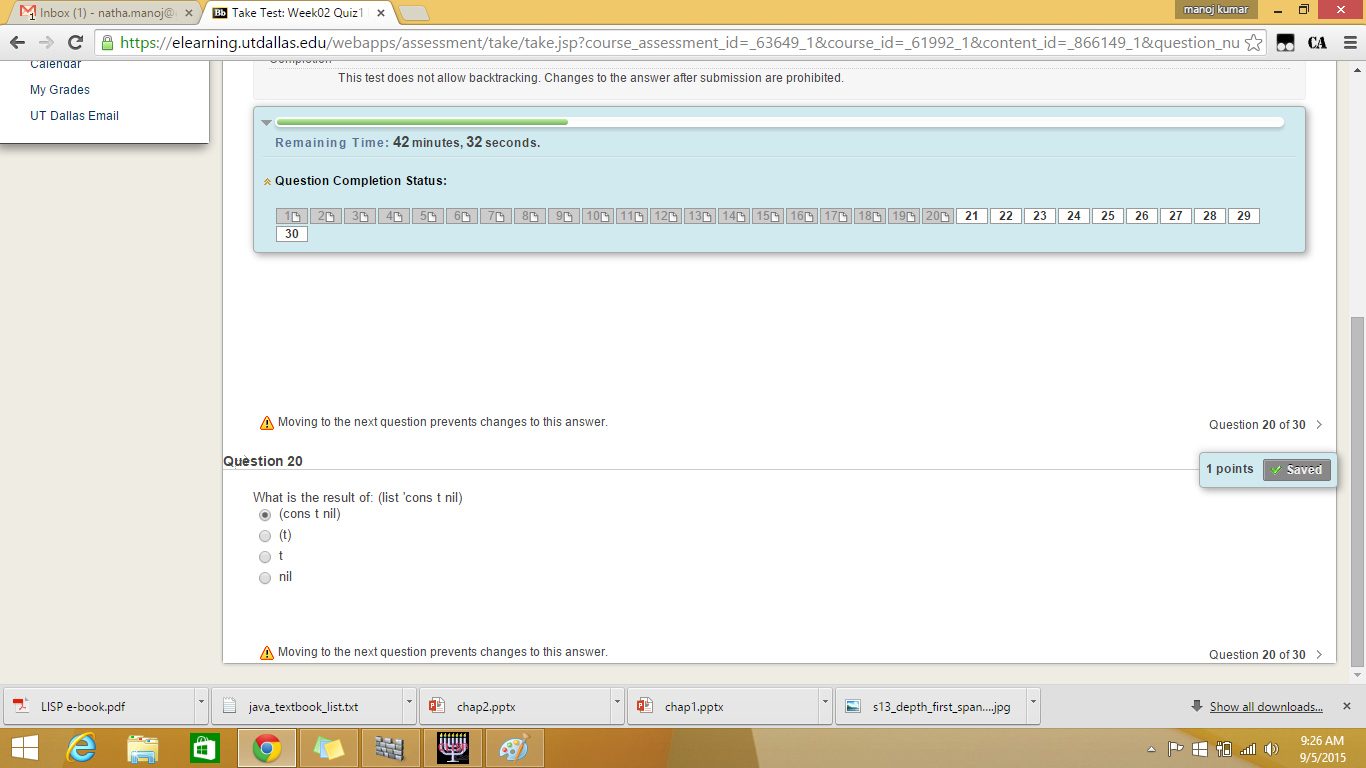 Inbox (1) - natha.manoj@
Take Test: Week02 Quiz1
manoj kumar
https://elearning.utdallas.edu/webapps/assessment/take/take.jsp?course_assessment_id=_63649_1&course_id=_61992_1&content_id=_866149_1&question_nu
CA
Calendar
My Grades
UT Dallas Email
Completion
This test does not allow backtracking. Changes to the answer after submission are prohibited.
Remaining Time: 42 minutes, 32 seconds.
Question Completion Status:
1 2 3 4 5 6 7 8 9 10 11 12 13 14 15 16 17 18 19 20 21 22 23 24 25 26 27 28 29
30
Moving to the next question prevents changes to this answer.
Question 20 of 30
Question 20
1 points
Saved
What is the result of: (list 'cons t nil)
(cons t nil)
(t)
t
nil
Moving to the next question prevents changes to this answer.
Question 20 of 30
LISP e-book.pdf
java_textbook_list.txt
chap2.pptx
chap1.pptx
s13_depth_first_span....jpg
Show all downloads...
9:26 AM
9/5/2015